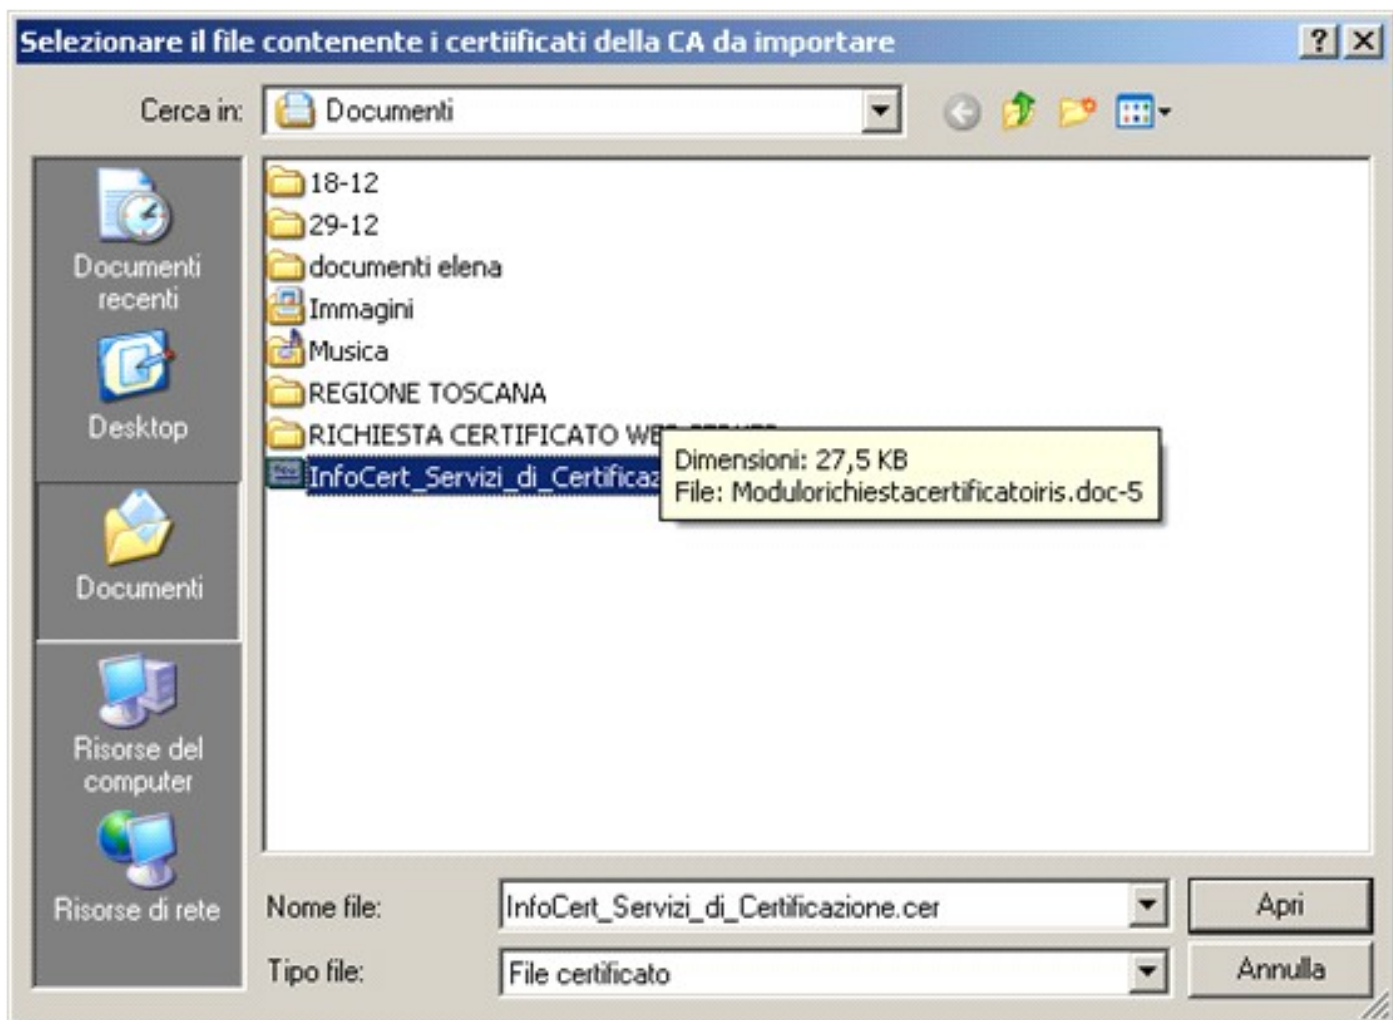 Selezionare il file contenente i certiificati della CA da importare
Cerca in:
Documenti
Documenti
recenti
Desktop
Documenti
Risorse del
computer
Risorse di rete
18-12
29-12
documenti elena
Immagini
Musica
REGIONE TOSCANA
RICHIESTA CERTIFICATO
InfoCert_Servizi_di_Certificaz
Dimensioni: 27,5 KB
File: Modulorichiestacertificatoiris.doc-5
Nome file:
InfoCert_Servizi_di_Certificazione.cer
Apri
Tipo file:
File certificato
Annulla